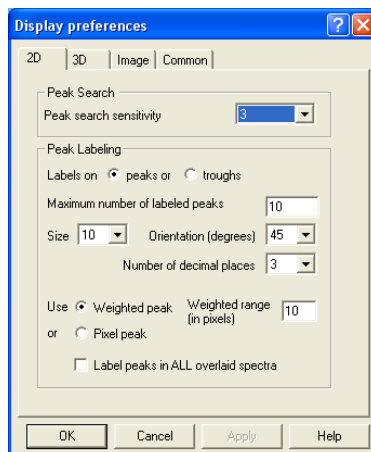 Display preferences
2D 3D Image Common
Peak Search
Peak search sensitivity 3
Peak Labeling
Labels on peaks or troughs
Maximum number of labeled peaks 10
Size 10 Orientation (degrees) 45
Number of decimal places 3
Use Weighted peak Weighted range (in pixels) 10
or Pixel peak
Label peaks in ALL overlaid spectra
OK Cancel Apply Help